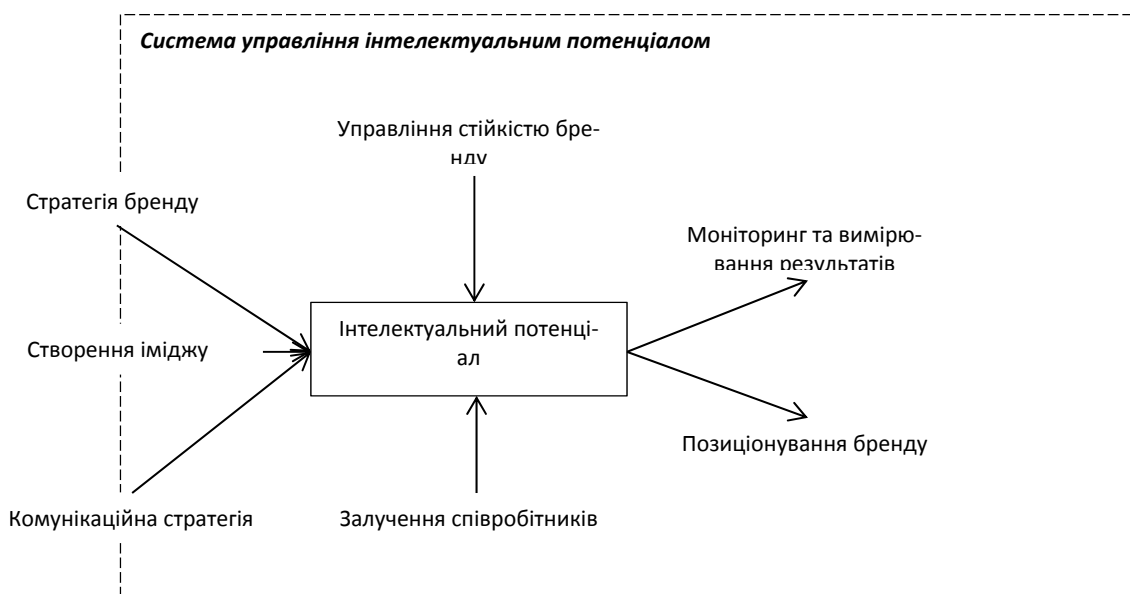 Система управління інтелектуальним потенціалом
Управління стійкістю бре-
нду
Стратегія бренду
Моніторинг та вимірю-
вання результатів
Інтелектуальний потенці-
ал
Створення іміджу
Позиціонування бренду
Комунікаційна стратегія
Залучення співробітників